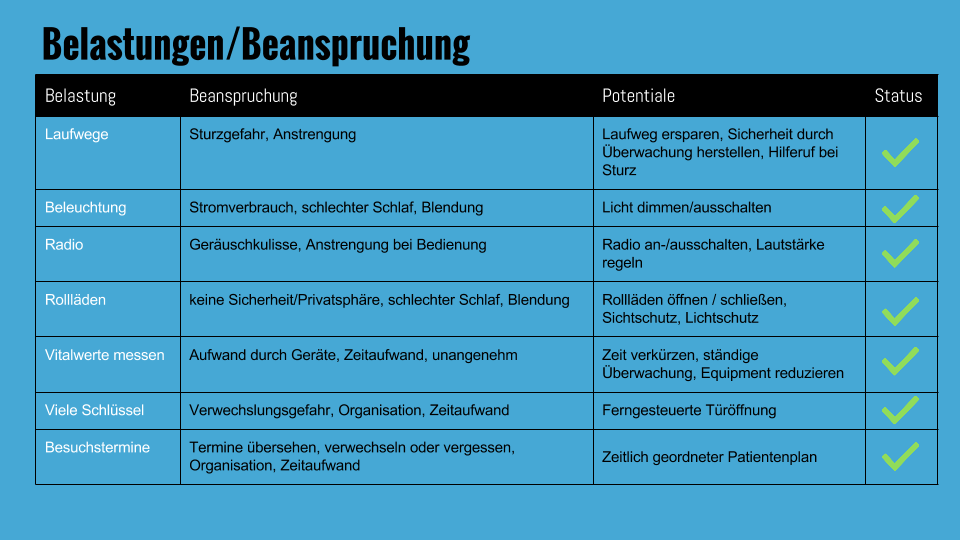 Belastungen/Beanspruchung
Belastung Beanspruchung Potentiale Status
Laufwege Sturzgefahr, Anstrengung Laufweg ersparen, Sicherheit durch
Überwachung herstellen, Hilferuf bei
Sturz
Beleuchtung Stromverbrauch, schlechter Schlaf, Blendung Licht dimmen/ausschalten
Radio Geräuschkulisse, Anstrengung bei Bedienung Radio an-/ausschalten, Lautstärke
regeln
Rollläden keine Sicherheit/Privatsphäre, schlechter Schlaf, Blendung Rollläden öffnen / schließen,
Sichtschutz, Lichtschutz
Vitalwerte messen Aufwand durch Geräte, Zeitaufwand, unangenehm Zeit verkürzen, ständige
Überwachung, Equipment reduzieren
Viele Schlüssel Verwechslungsgefahr, Organisation, Zeitaufwand Ferngesteuerte Türöffnung
Besuchstermine Termine übersehen, verwechseln oder vergessen,
Organisation, Zeitaufwand Zeitlich geordneter Patientenplan